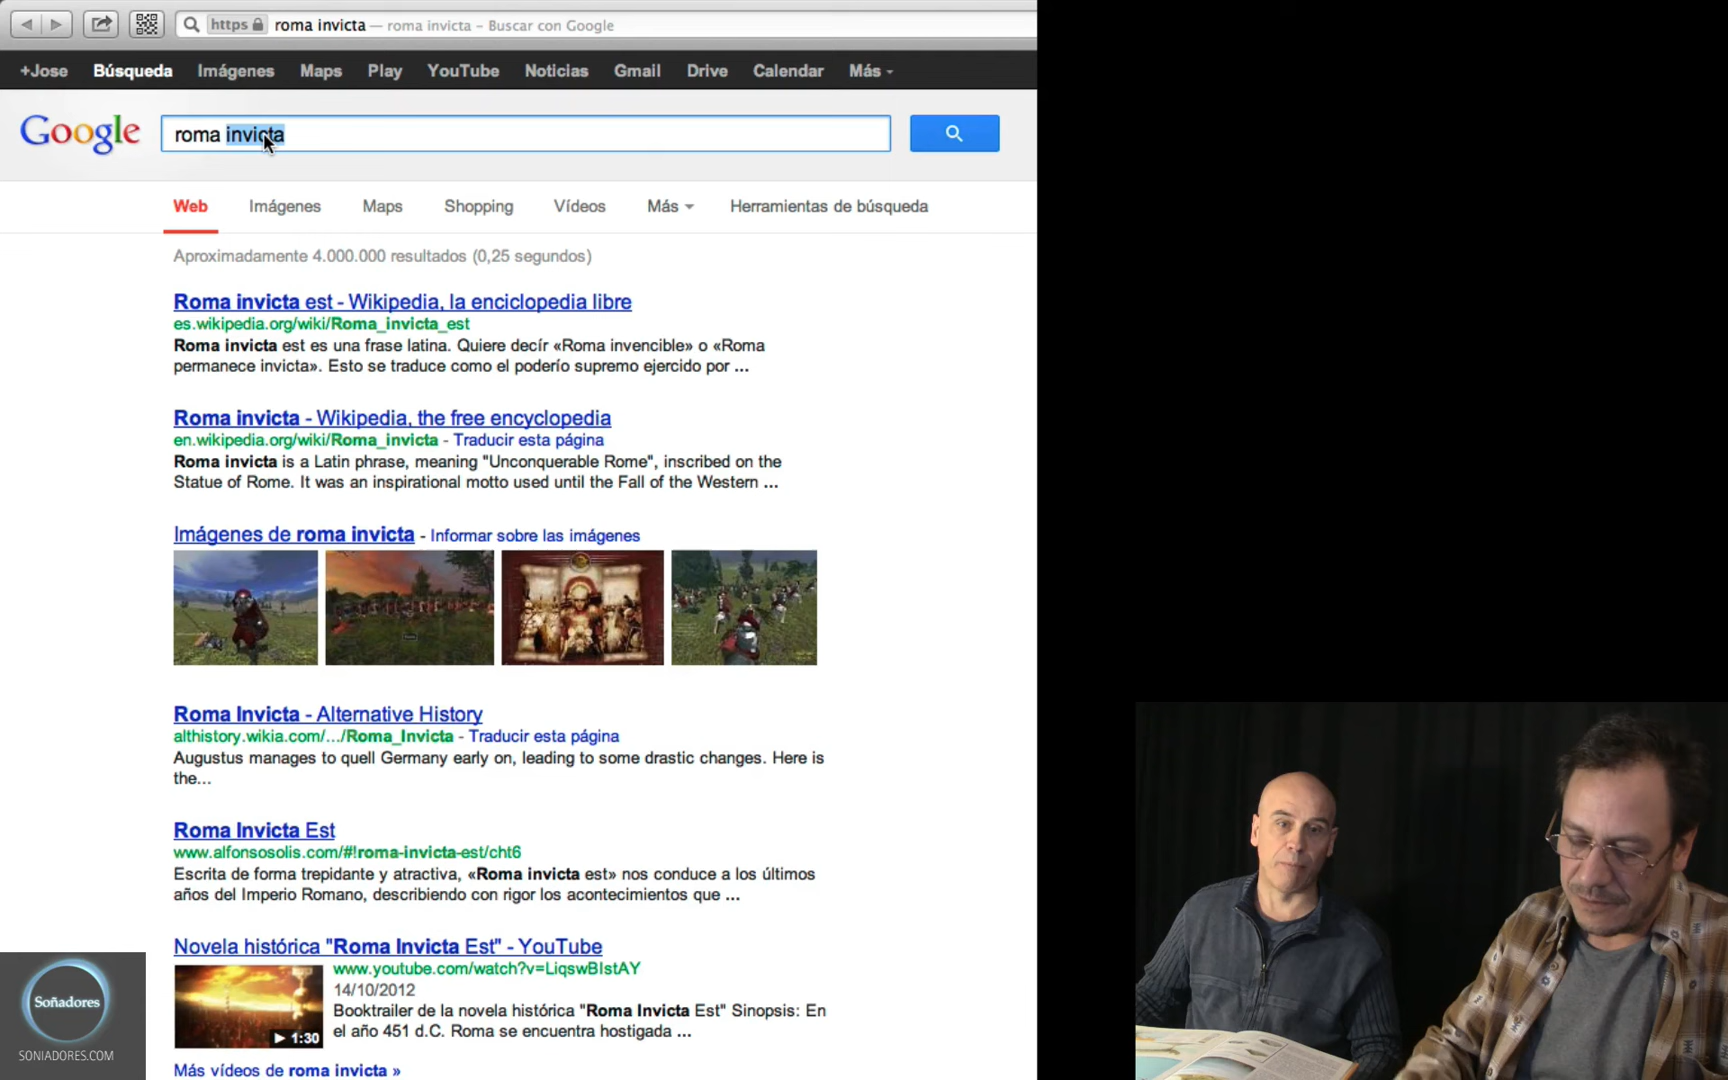 https roma invicta — roma invicta – Buscar con Google
+Jose Búsqueda Imágenes Maps Play YouTube Noticias Gmail Drive Calendar Más
Google roma invicta
Web Imágenes Maps Shopping Vídeos Más Herramientas de búsqueda
Aproximadamente 4.000.000 resultados (0,25 segundos)
Roma invicta est - Wikipedia, la enciclopedia libre
es.wikipedia.org/wiki/Roma_invicta_est
Roma invicta est es una frase latina. Quiere decír «Roma invencible» o «Roma
permanece invicta». Esto se traduce como el poderío supremo ejercido por ...
Roma invicta - Wikipedia, the free encyclopedia
en.wikipedia.org/wiki/Roma_invicta - Traducir esta página
Roma invicta is a Latin phrase, meaning "Unconquerable Rome", inscribed on the
Statue of Rome. It was an inspirational motto used until the Fall of the Western ...
Imágenes de roma invicta - Informar sobre las imágenes
Roma Invicta - Alternative History
althistory.wikia.com/.../Roma_Invicta - Traducir esta página
Augustus manages to quell Germany early on, leading to some drastic changes. Here is
the...
Roma Invicta Est
www.alfonsosolis.com/#!roma-invicta-est/cht6
Escrita de forma trepidante y atractiva, «Roma invicta est» nos conduce a los últimos
años del Imperio Romano, describiendo con rigor los acontecimientos que ...
Novela histórica "Roma Invicta Est" - YouTube
www.youtube.com/watch?v=LiqswBIstAY
14/10/2012
Booktrailer de la novela histórica "Roma Invicta Est" Sinopsis: En
el año 451 d.C. Roma se encuentra hostigada ...
1:30
Más vídeos de roma invicta »
Soñadores
SONIADORES.COM